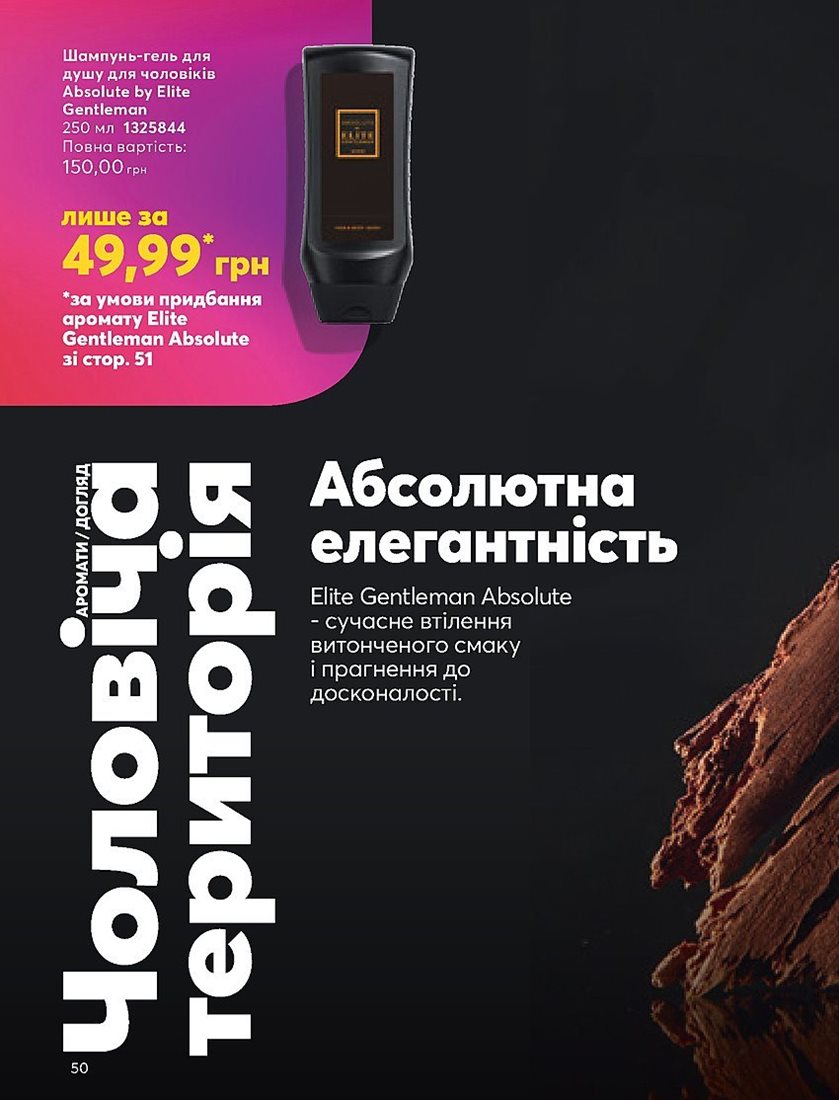 Шампунь-гель для
душу для чоловіків
Absolute by Elite
Gentleman
250 мл 1325844
Повна вартість:
150,00 грн
лише за
49,99* грн
*за умови придбання
аромату Elite
Gentleman Absolute
зі стор. 51
ELITE
АРОМАТИ / ДОГЛЯД
Чоловіча
територія
Абсолютна
елегантність
Elite Gentleman Absolute
- сучасне втілення
витонченого смаку
і прагнення до
досконалості.
50